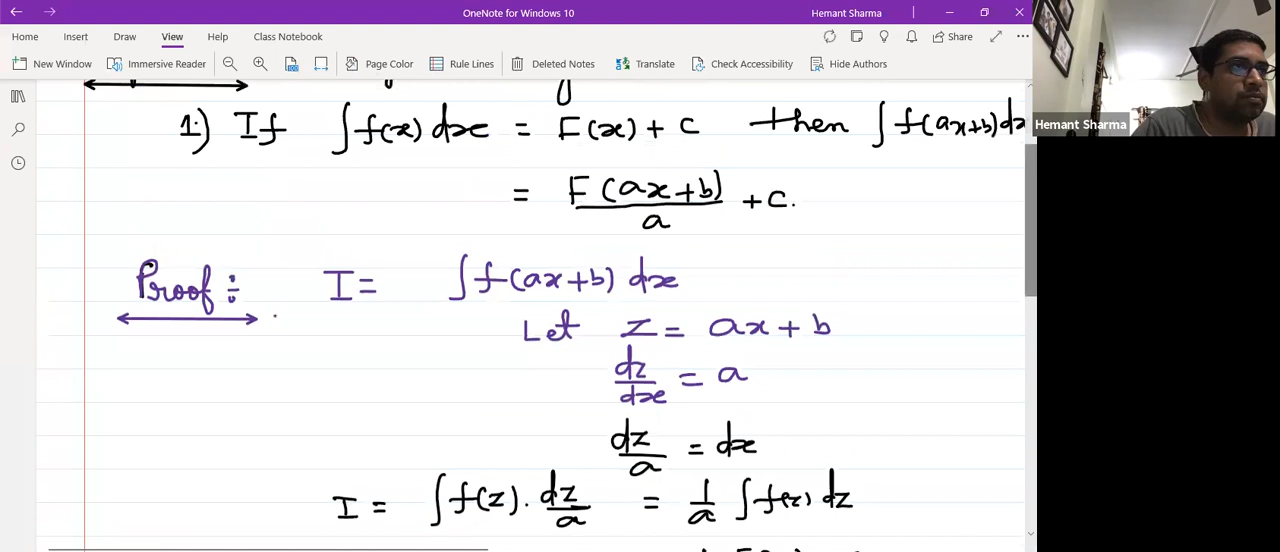 OneNote for Windows 10
Hemant Sharma
Home Insert Draw View Help Class Notebook
Share
New Window Immersive Reader Page Color Rule Lines Deleted Notes Translate Check Accessibility Hide Authors
1.) If ∫f(x) dx = F(x) + c then ∫f(ax+b)dx
= F(ax+b)/a + c.
Proof : I = ∫f(ax+b) dx
Let z = ax + b
dz/dx = a
dz/a = dx
I = ∫f(z) . dz/a = 1/a ∫f(z) dz
Hemant Sharma